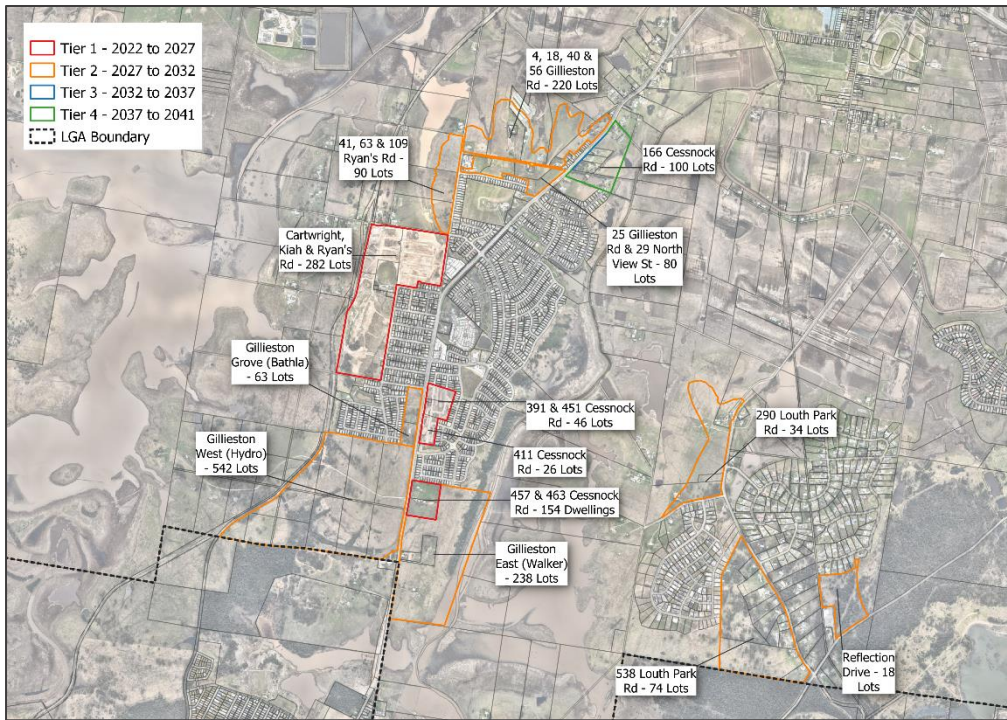 Tier 1 - 2022 to 2027
Tier 2 - 2027 to 2032
Tier 3 - 2032 to 2037
Tier 4 - 2037 to 2041
LGA Boundary
4, 18, 40 &
56 Gillieston
Rd - 220 Lots
41, 63 & 109
Ryan's Rd -
90 Lots
166 Cessnock
Rd - 100 Lots
Cartwright,
Kiah & Ryan's
Rd - 282 Lots
25 Gillieston
Rd & 29 North
View St - 80
Lots
Gillieston
Grove (Bathla)
- 63 Lots
391 & 451 Cessnock
Rd - 46 Lots
290 Louth Park
Rd - 34 Lots
Gillieston
West (Hydro)
- 542 Lots
411 Cessnock
Rd - 26 Lots
457 & 463 Cessnock
Rd - 154 Dwellings
Gillieston
East (Walker)
- 238 Lots
538 Louth Park
Rd - 74 Lots
Reflection
Drive - 18
Lots